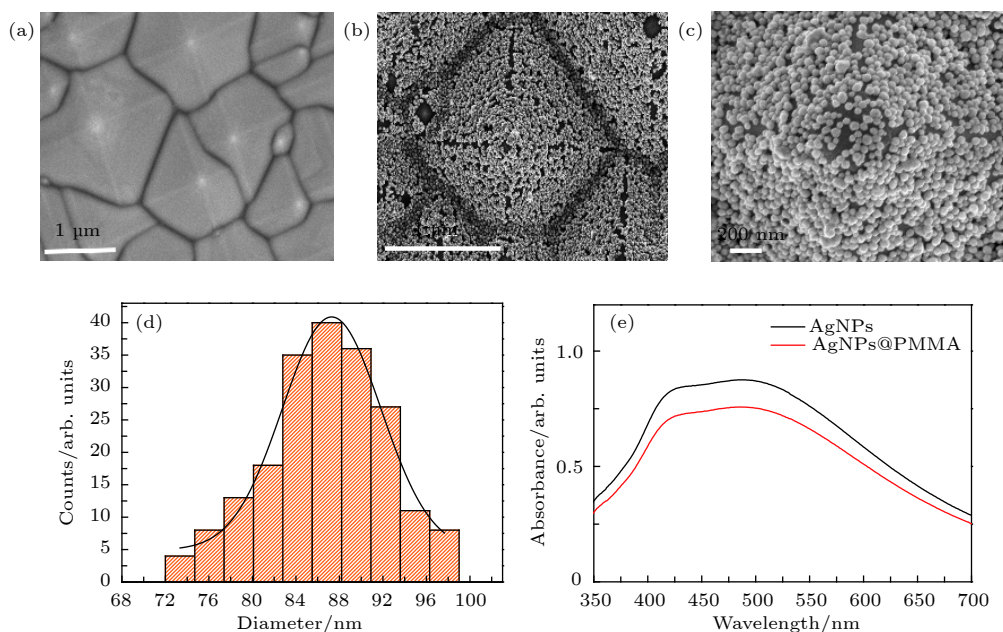 (a)
1 µm
(b)
(c)
200 nm
(d)
Counts/arb. units
40
35
30
25
20
15
10
5
0
68 72 76 80 84 88 92 96 100
Diameter/nm
(e)
AgNPs
AgNPs@PMMA
Absorbance/arb. units
1.0
0.5
0
350 400 450 500 550 600 650 700
Wavelength/nm